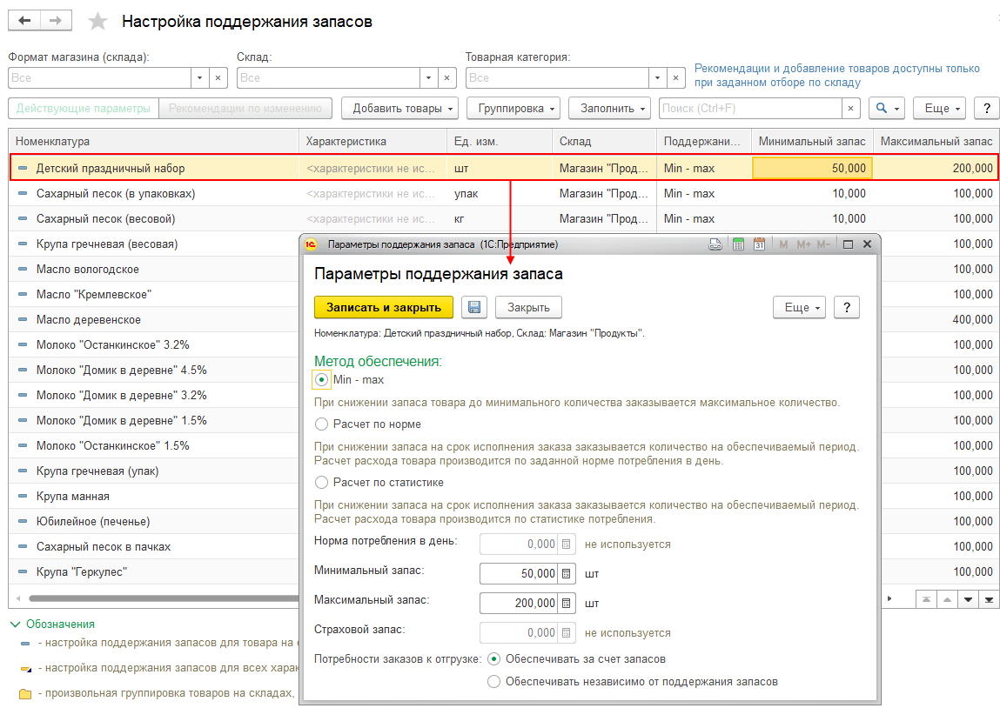 Настройка поддержания запасов
Формат магазина (склада): Склад: Товарная категория:
Все Все Все
Рекомендации и добавление товаров доступны только
при заданном отборе по складу
Действующие параметры Рекомендации по изменению Добавить товары Группировка Заполнить Поиск (Ctrl+F) × Еще ?
Номенклатура Характеристика Ед. изм. Склад Поддержани... Минимальный запас Максимальный запас
Детский праздничный набор <характеристики не ис... шт Магазин "Прод... Min - max 50,000 200,000
Сахарный песок (в упаковках) <характеристики не ис... упак Магазин "Прод... Min - max 10,000 100,000
Сахарный песок (весовой) <характеристики не ис... кг Магазин "Прод... Min - max 10,000 100,000
Крупа гречневая (весовая) 100,000
Масло вологодское 100,000
Масло "Кремлевское" 100,000
Масло деревенское 400,000
Молоко "Останкинское" 3.2% 100,000
Молоко "Домик в деревне" 4.5% 100,000
Молоко "Домик в деревне" 3.2% 100,000
Молоко "Домик в деревне" 1.5% 100,000
Молоко "Останкинское" 1.5% 100,000
Крупа гречневая (упак) 100,000
Крупа манная 100,000
Юбилейное (печенье) 100,000
Сахарный песок в пачках 100,000
Крупа "Геркулес" 100,000
Обозначения
- настройка поддержания запасов для товара на
- настройка поддержания запасов для всех харак
- произвольная группировка товаров на складах,
1С Параметры поддержания запаса (1С:Предприятие) 31 M M+ M-
Параметры поддержания запаса
Записать и закрыть Закрыть Еще ?
Номенклатура: Детский праздничный набор, Склад: Магазин "Продукты".
Метод обеспечения:
Min - max
При снижении запаса товара до минимального количества заказывается максимальное количество.
Расчет по норме
При снижении запаса на срок исполнения заказа заказывается количество на обеспечиваемый период.
Расчет расхода товара производится по заданной норме потребления в день.
Расчет по статистике
При снижении запаса на срок исполнения заказа заказывается количество на обеспечиваемый период.
Расчет расхода товара производится по статистике потребления.
Норма потребления в день: 0,000 не используется
Минимальный запас: 50,000 шт
Максимальный запас: 200,000 шт
Страховой запас: 0,000 не используется
Потребности заказов к отгрузке: Обеспечивать за счет запасов
Обеспечивать независимо от поддержания запасов